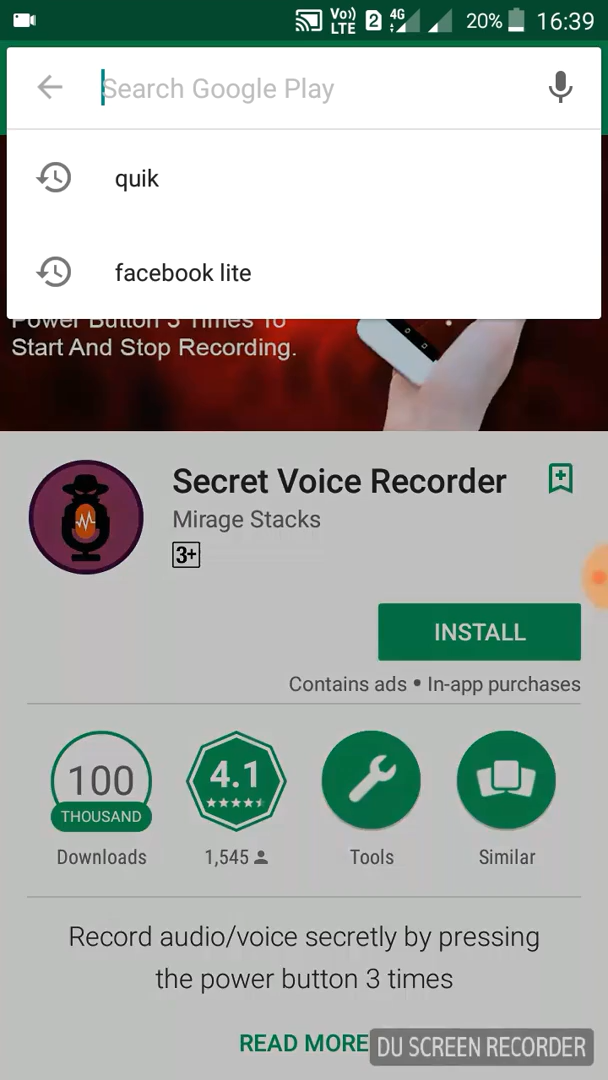 Vo)) LTE 2 4G 20% 16:39
Search Google Play
quik
facebook lite
Power Button 3 Times To
Start And Stop Recording.
Secret Voice Recorder
Mirage Stacks
3+
INSTALL
Contains ads • In-app purchases
100
THOUSAND
Downloads
4.1
1,545
Tools
Similar
Record audio/voice secretly by pressing
the power button 3 times
READ MORE
DU SCREEN RECORDER